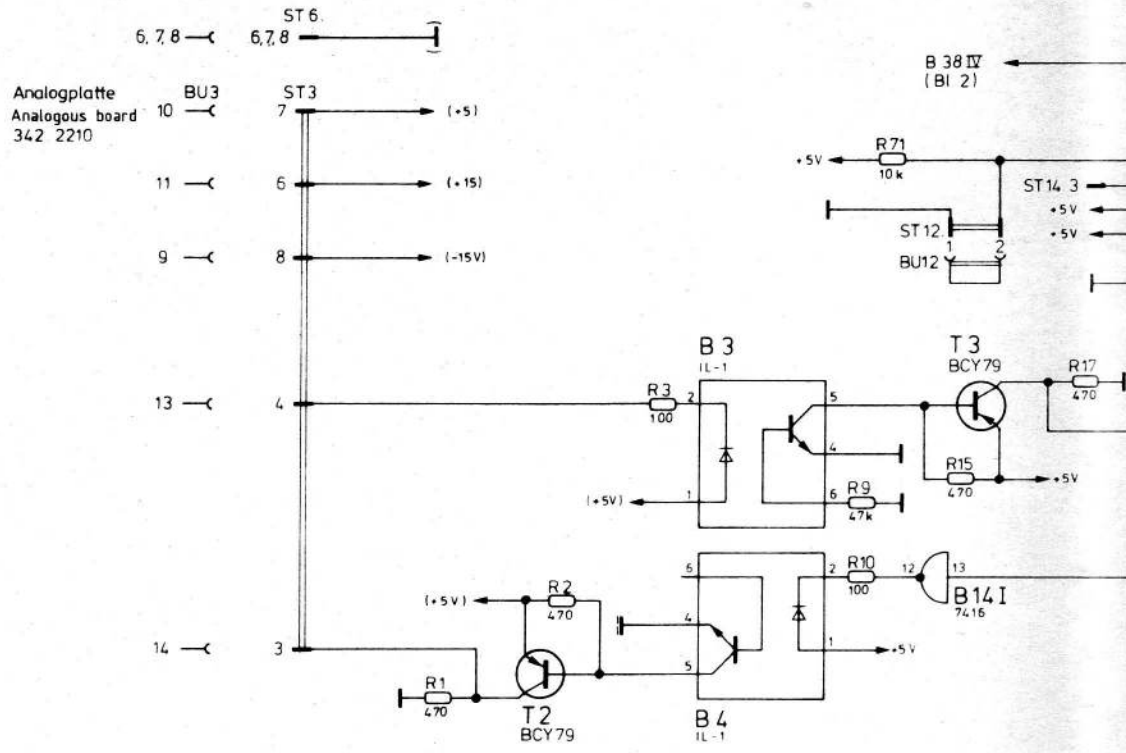 ST 6.
6, 7, 8 6,7,8
B 38 IV
(Bl 2)
Analogplatte BU3 ST3
Analogous board 10 7 (+5)
342 2210
R 71
+5V 10 k
11 6 (+15) ST14 3
+5V
ST12. +5V
1 2
9 8 (-15V) BU12
B 3 T 3
IL-1 BCY79 R17
470
13 4 R3 2 5
100
4
R15
470 +5V
(+5V) 1 6 R9
47k
6 2 R10 12 13
100 B14 I
7416
(+5V) R2
470
4
1 +5V
14 3
5
R1
470
T2 B 4
BCY79 IL-1